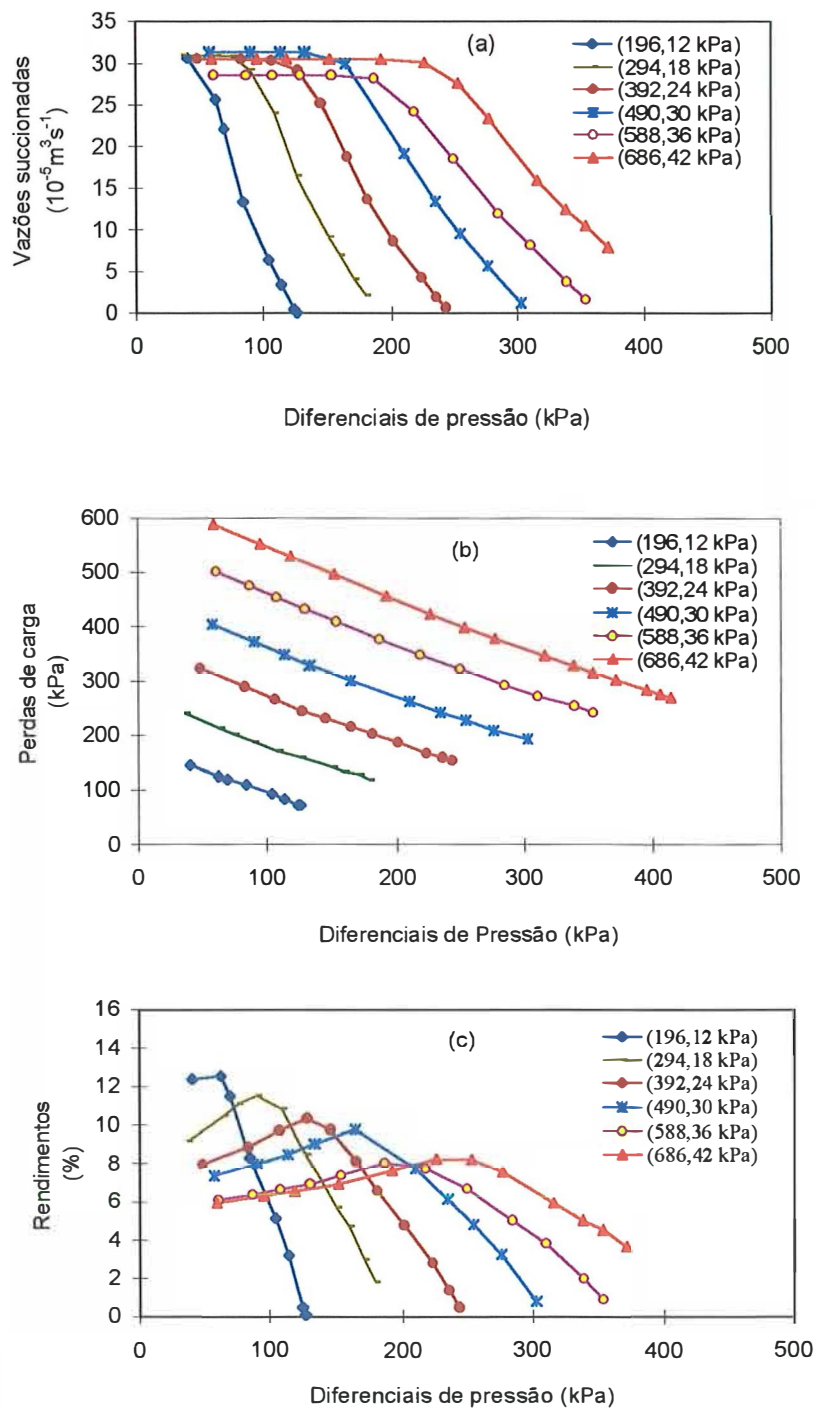 (a)
Vazões succionadas
(10⁻⁵m³s⁻¹)
35
30
25
20
15
10
5
0
0 100 200 300 400 500
(196,12 kPa)
(294,18 kPa)
(392,24 kPa)
(490,30 kPa)
(588,36 kPa)
(686,42 kPa)
Diferenciais de pressão (kPa)
(b)
Perdas de carga
(kPa)
600
500
400
300
200
100
0
0 100 200 300 400 500
(196,12 kPa)
(294,18 kPa)
(392,24 kPa)
(490,30 kPa)
(588,36 kPa)
(686,42 kPa)
Diferenciais de Pressão (kPa)
(c)
Rendimentos
(%)
16
14
12
10
8
6
4
2
0
0 100 200 300 400 500
(196,12 kPa)
(294,18 kPa)
(392,24 kPa)
(490,30 kPa)
(588,36 kPa)
(686,42 kPa)
Diferenciais de pressão (kPa)